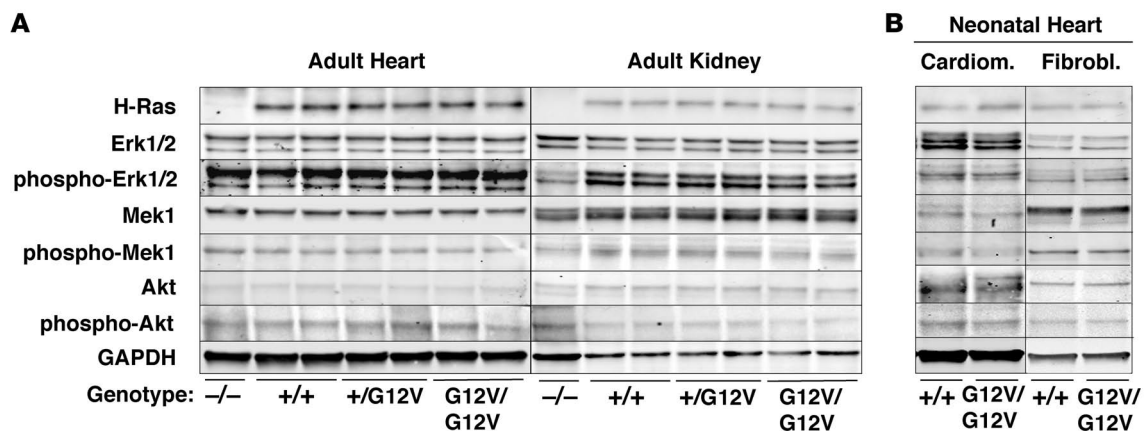 A
Adult Heart
Adult Kidney
H-Ras
Erk1/2
phospho-Erk1/2
Mek1
phospho-Mek1
Akt
phospho-Akt
GAPDH
Genotype: –/– +/+ +/G12V G12V/ –/– +/+ +/G12V G12V/
G12V G12V
B
Neonatal Heart
Cardiom. Fibrobl.
+/+ G12V/ +/+ G12V/
G12V G12V